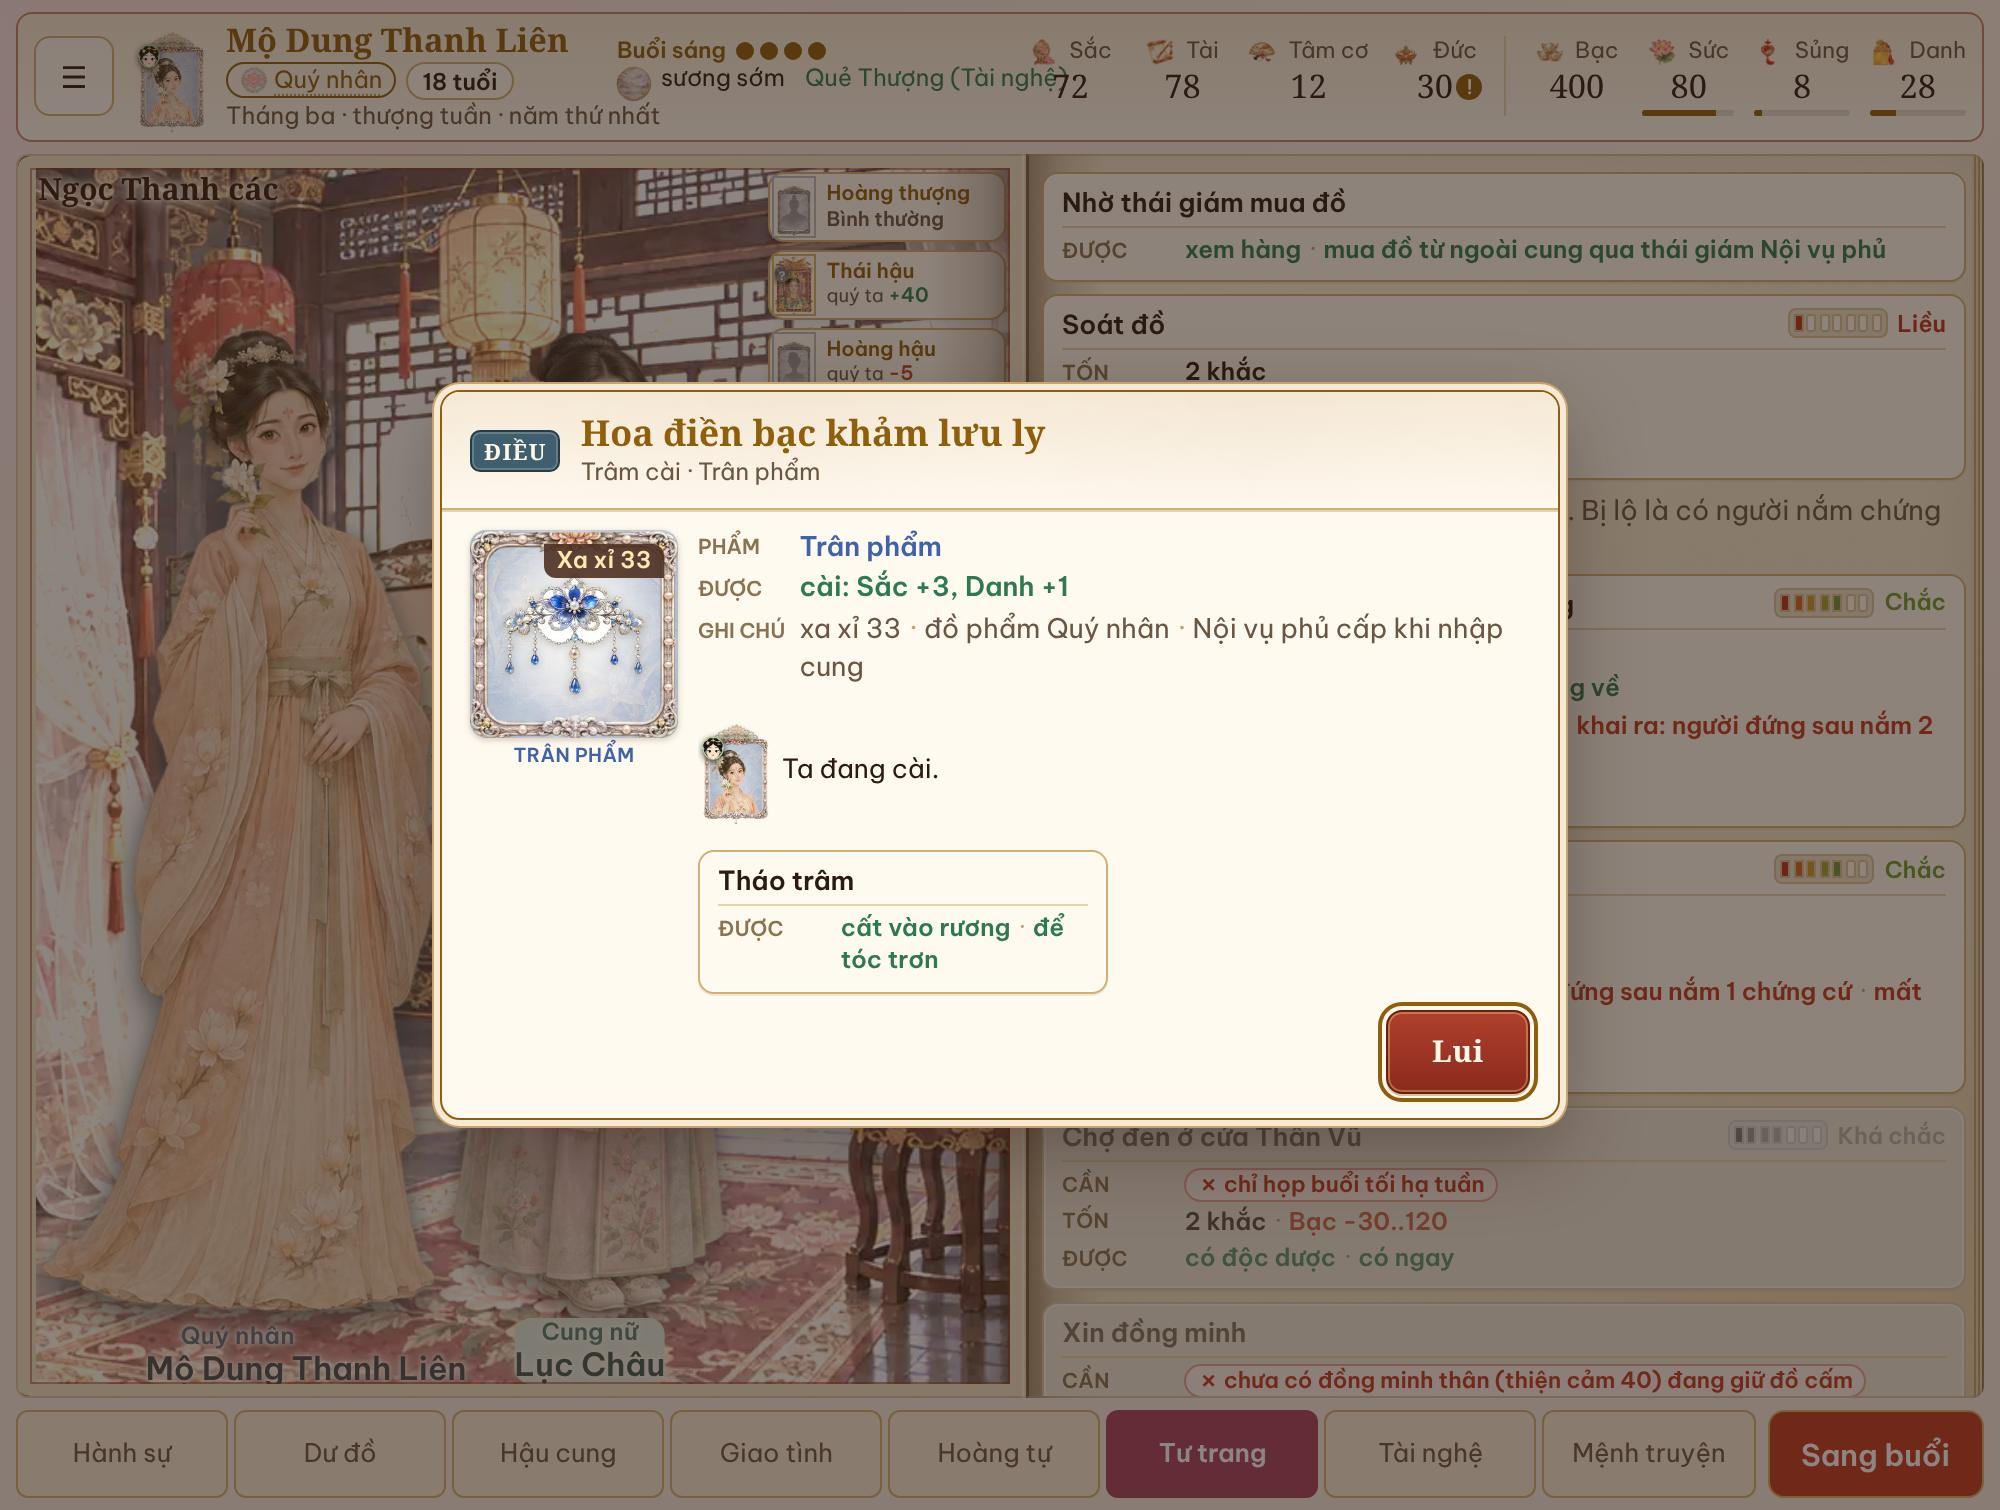 Mộ Dung Thanh Liên
Quý nhân
18 tuổi
Tháng ba · thượng tuần · năm thứ nhất
Buổi sáng
sương sớm Quẻ Thượng (Tài nghệ)
Sắc
72
Tài
78
Tâm cơ
12
Đức
30
Bạc
400
Sức
80
Sủng
8
Danh
28
Ngọc Thanh các
Hoàng thượng
Bình thường
Thái hậu
quý ta +40
Hoàng hậu
quý ta -5
Quý nhân
Mộ Dung Thanh Liên
Cung nữ
Lục Châu
Nhờ thái giám mua đồ
ĐƯỢC xem hàng · mua đồ từ ngoài cung qua thái giám Nội vụ phủ
Soát đồ
Liều
TỐN 2 khắc
. Bị lộ là có người nắm chứng
Chắc
g về
khai ra: người đứng sau nắm 2
Chắc
ứng sau nắm 1 chứng cứ · mất
Chợ đen ở cửa Thần Vũ
Khá chắc
CẦN × chỉ họp buổi tối hạ tuần
TỐN 2 khắc · Bạc -30..120
ĐƯỢC có độc dược · có ngay
Xin đồng minh
CẦN × chưa có đồng minh thân (thiện cảm 40) đang giữ đồ cấm
ĐIỀU
Hoa điền bạc khảm lưu ly
Trâm cài · Trân phẩm
Xa xỉ 33
TRÂN PHẨM
PHẨM Trân phẩm
ĐƯỢC cài: Sắc +3, Danh +1
GHI CHÚ xa xỉ 33 · đồ phẩm Quý nhân · Nội vụ phủ cấp khi nhập
cung
Ta đang cài.
Tháo trâm
ĐƯỢC cất vào rương · để
tóc trơn
Lui
Hành sự
Dư đồ
Hậu cung
Giao tình
Hoàng tự
Tư trang
Tài nghệ
Mệnh truyện
Sang buổi